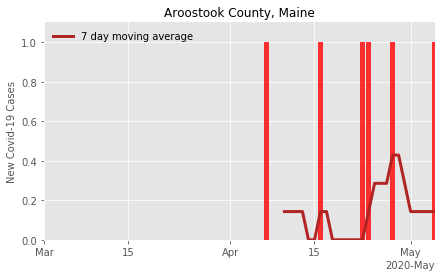 Aroostook County, Maine
7 day moving average
New Covid-19 Cases
1.0
0.8
0.6
0.4
0.2
0.0
Mar
15
Apr
15
May
2020-May